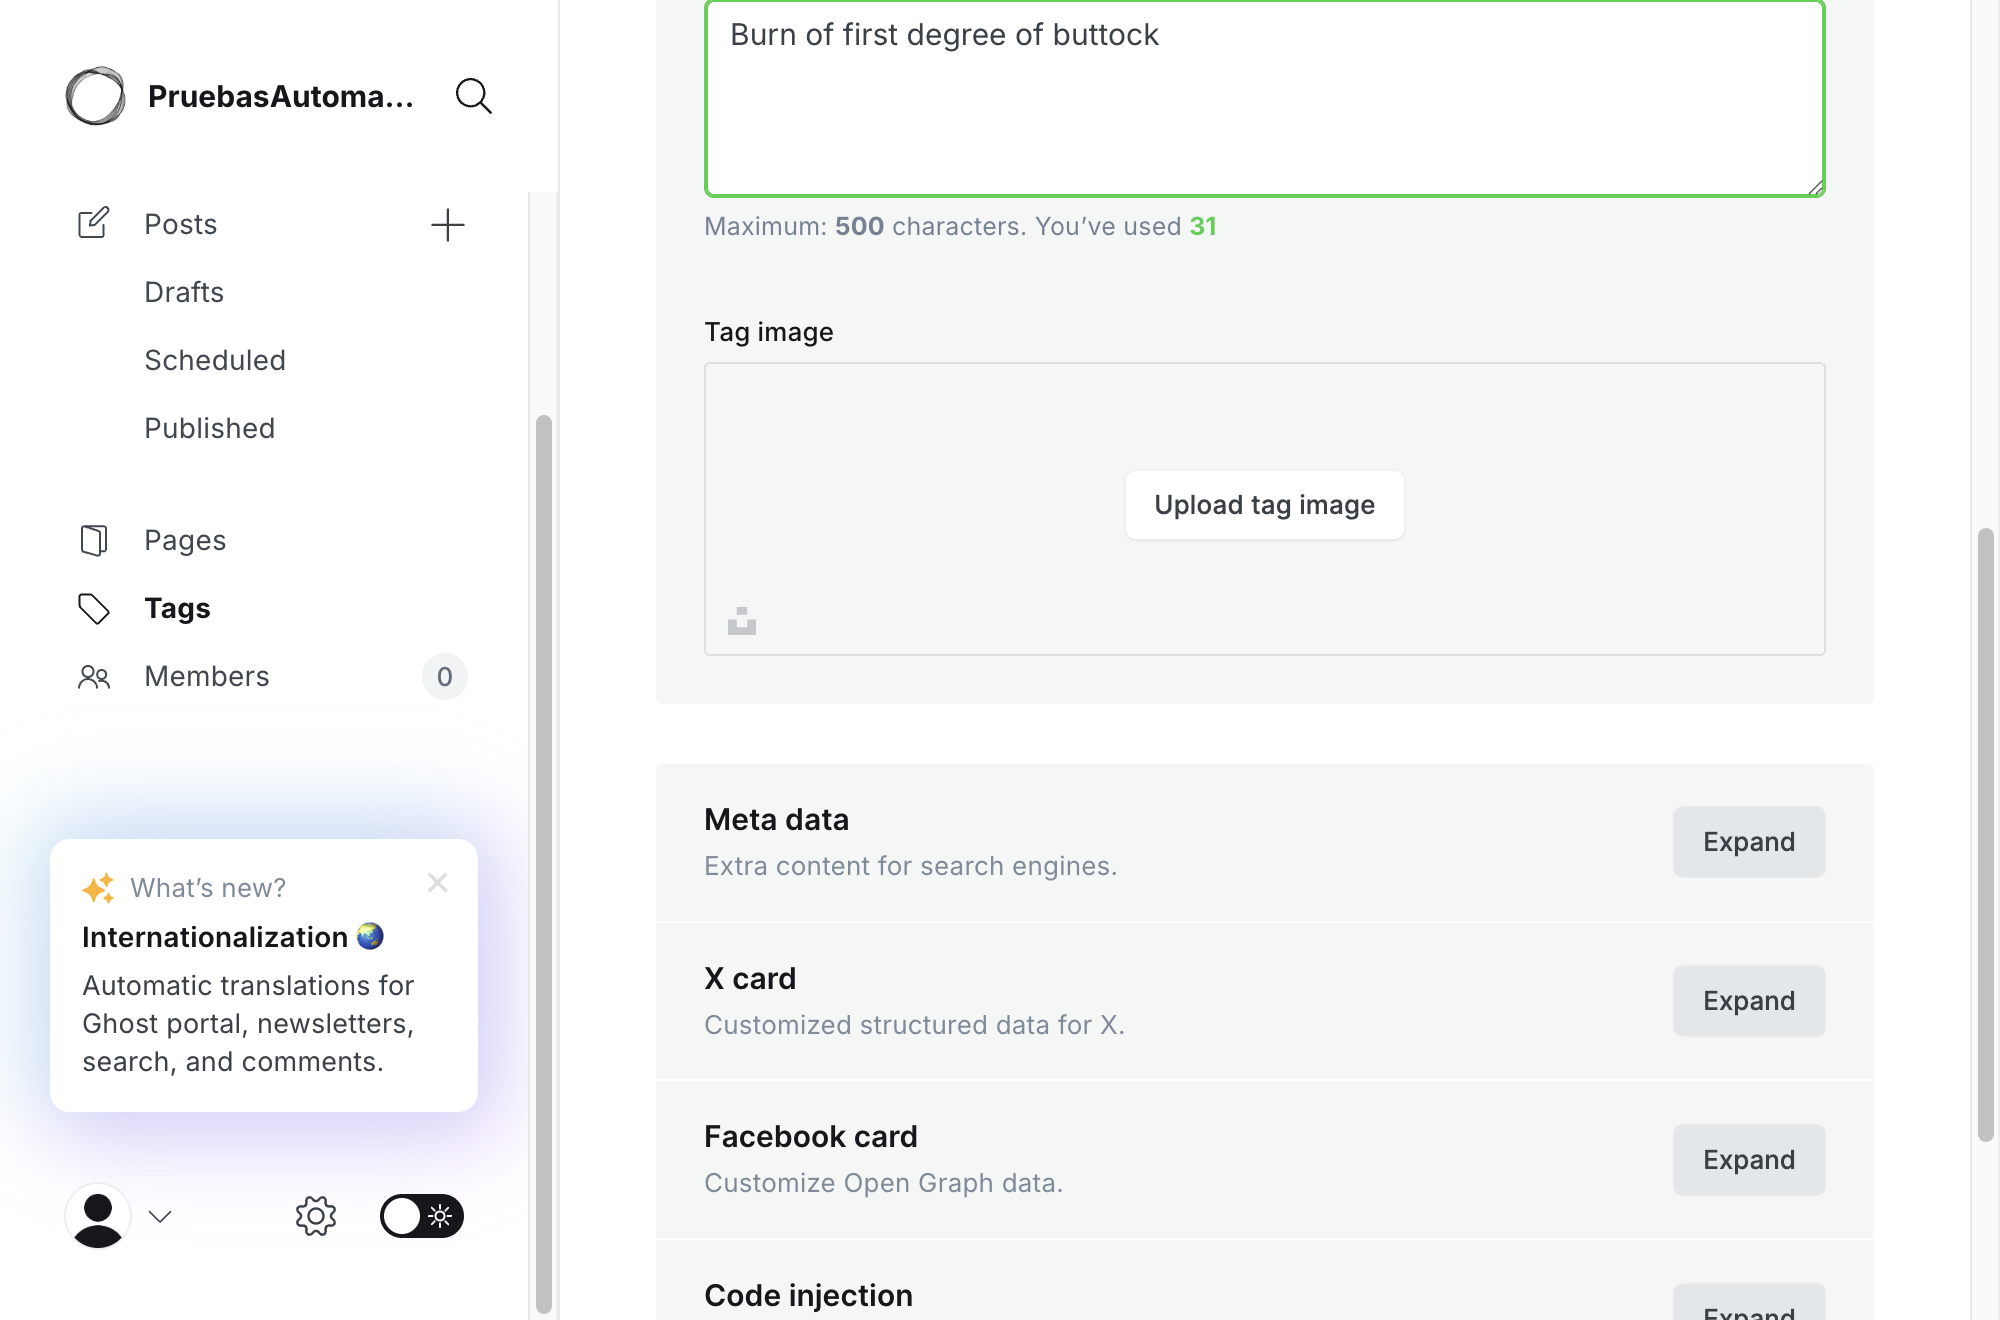 PruebasAutoma...
Posts
Drafts
Scheduled
Published
Pages
Tags
Members
0
What's new?
Internationalization
Automatic translations for
Ghost portal, newsletters,
search, and comments.
Burn of first degree of buttock
Maximum: 500 characters. You've used 31
Tag image
Upload tag image
Meta data
Extra content for search engines.
Expand
X card
Customized structured data for X.
Expand
Facebook card
Customize Open Graph data.
Expand
Code injection
Expand